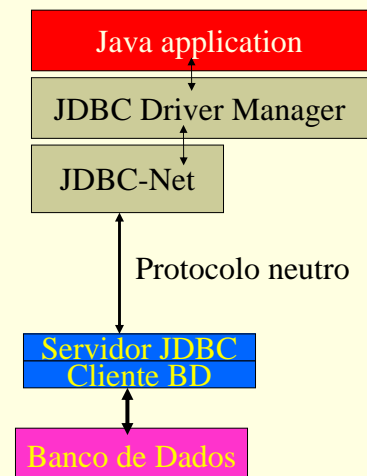 Java application
JDBC Driver Manager
JDBC-Net
Protocolo neutro
Servidor JDBC
Cliente BD
Banco de Dados